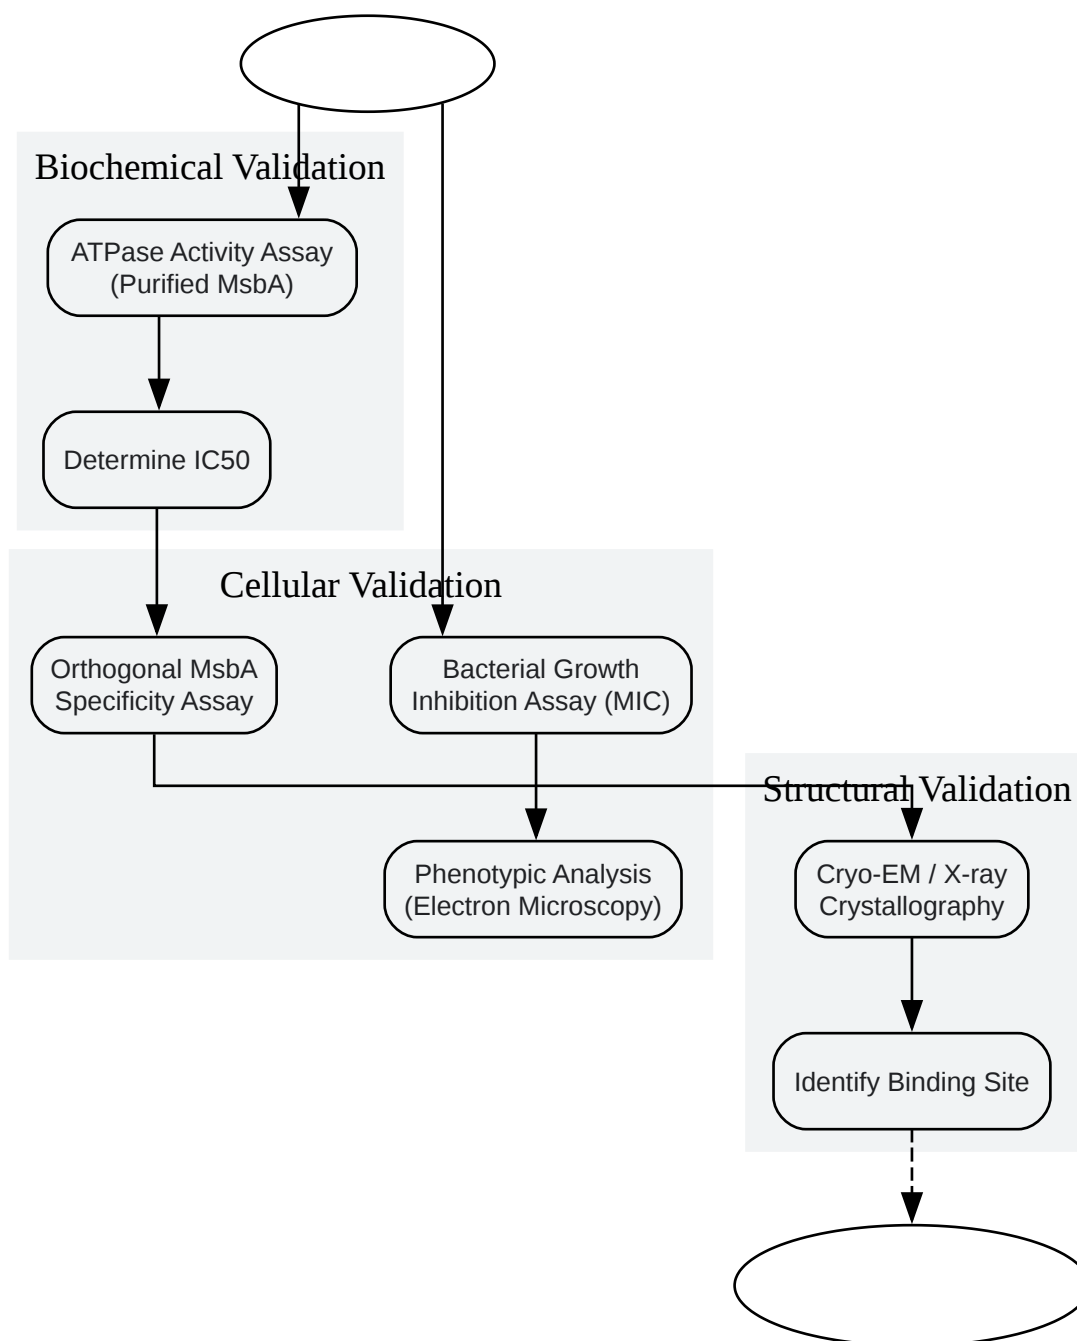 Biochemical Validation
ATPase Activity Assay
(Purified MsbA)
Determine IC50
Cellular Validation
Orthogonal MsbA
Specificity Assay
Bacterial Growth
Inhibition Assay (MIC)
Phenotypic Analysis
(Electron Microscopy)
Structural Validation
Cryo-EM / X-ray
Crystallography
Identify Binding Site